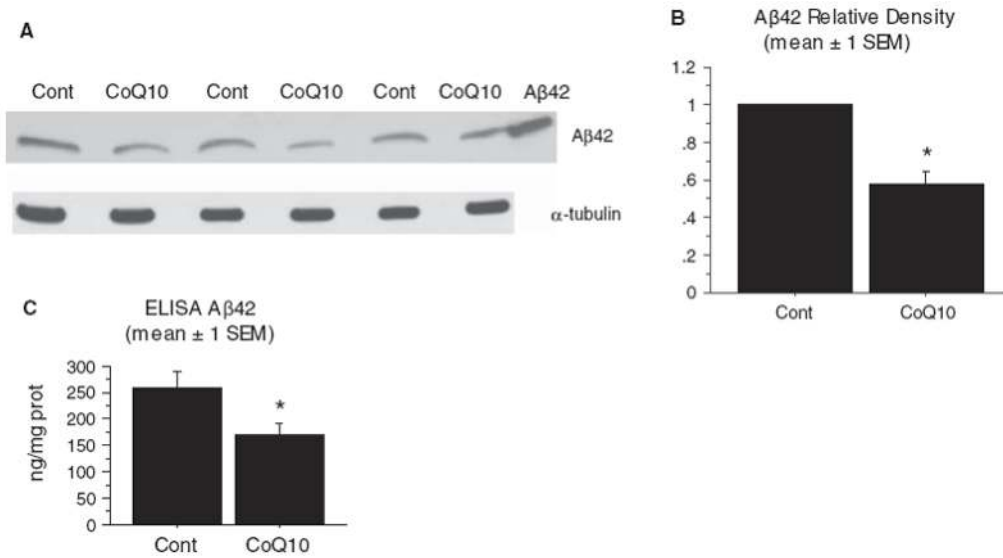 A
Cont CoQ10 Cont CoQ10 Cont CoQ10 Aβ42
Aβ42
α-tubulin
B
Aβ42 Relative Density
(mean ± 1 SEM)
1.2
1
.8
.6
.4
.2
0
*
Cont CoQ10
C
ELISA Aβ42
(mean ± 1 SEM)
ng/mg prot
300
250
200
150
100
50
0
*
Cont CoQ10